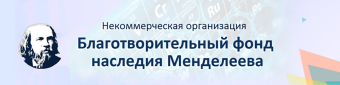 Некоммерческая организация
Благотворительный фонд
наследия Менделеева